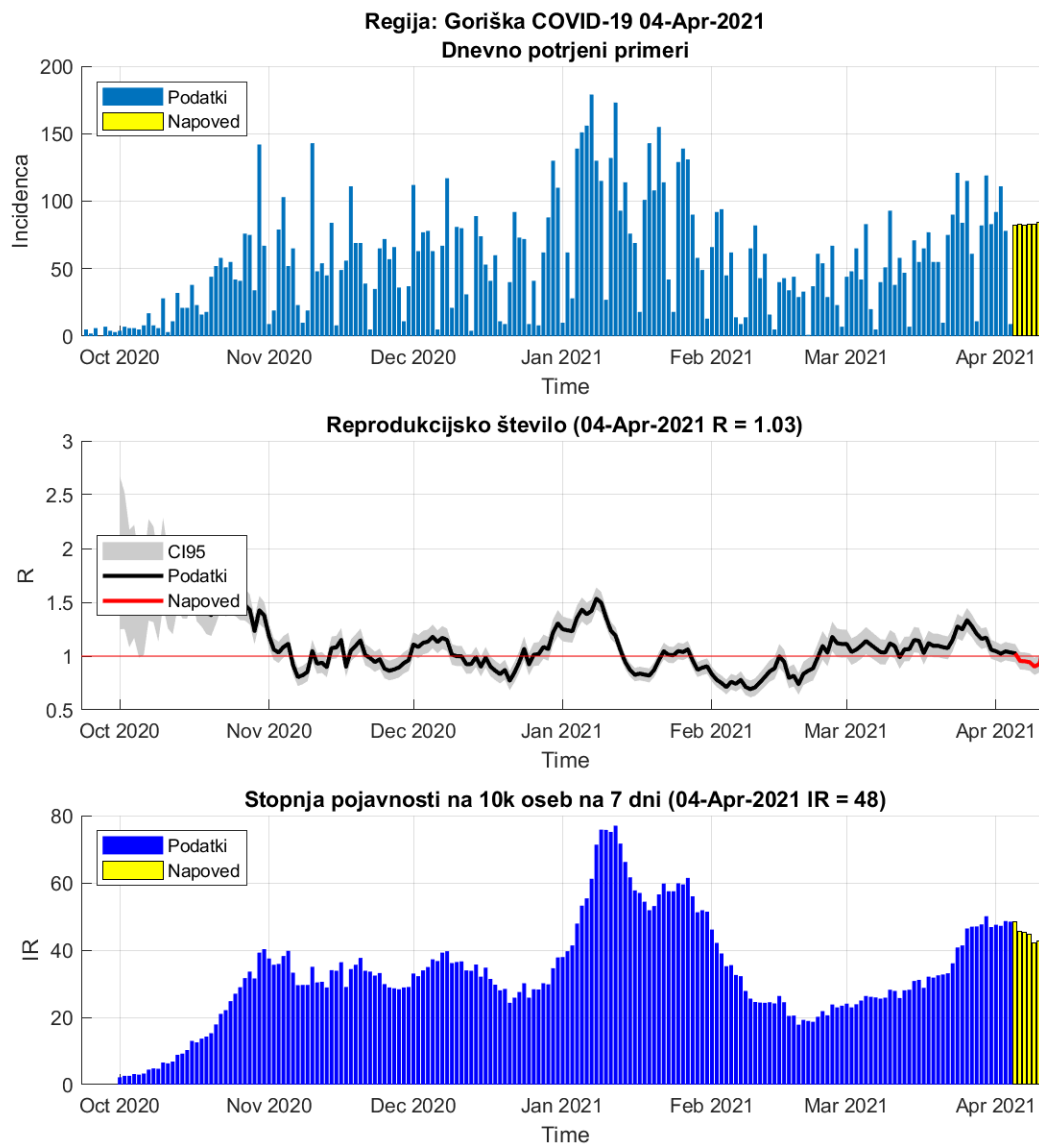 Regija: Goriška COVID-19 04-Apr-2021
Dnevno potrjeni primeri
200
150
100
50
0
Incidenca
Podatki
Napoved
Oct 2020 Nov 2020 Dec 2020 Jan 2021 Feb 2021 Mar 2021 Apr 2021
Time
Reprodukcijsko število (04-Apr-2021 R = 1.03)
3
2.5
2
1.5
1
0.5
R
CI95
Podatki
Napoved
Oct 2020 Nov 2020 Dec 2020 Jan 2021 Feb 2021 Mar 2021 Apr 2021
Time
Stopnja pojavnosti na 10k oseb na 7 dni (04-Apr-2021 IR = 48)
80
60
40
20
0
IR
Podatki
Napoved
Oct 2020 Nov 2020 Dec 2020 Jan 2021 Feb 2021 Mar 2021 Apr 2021
Time